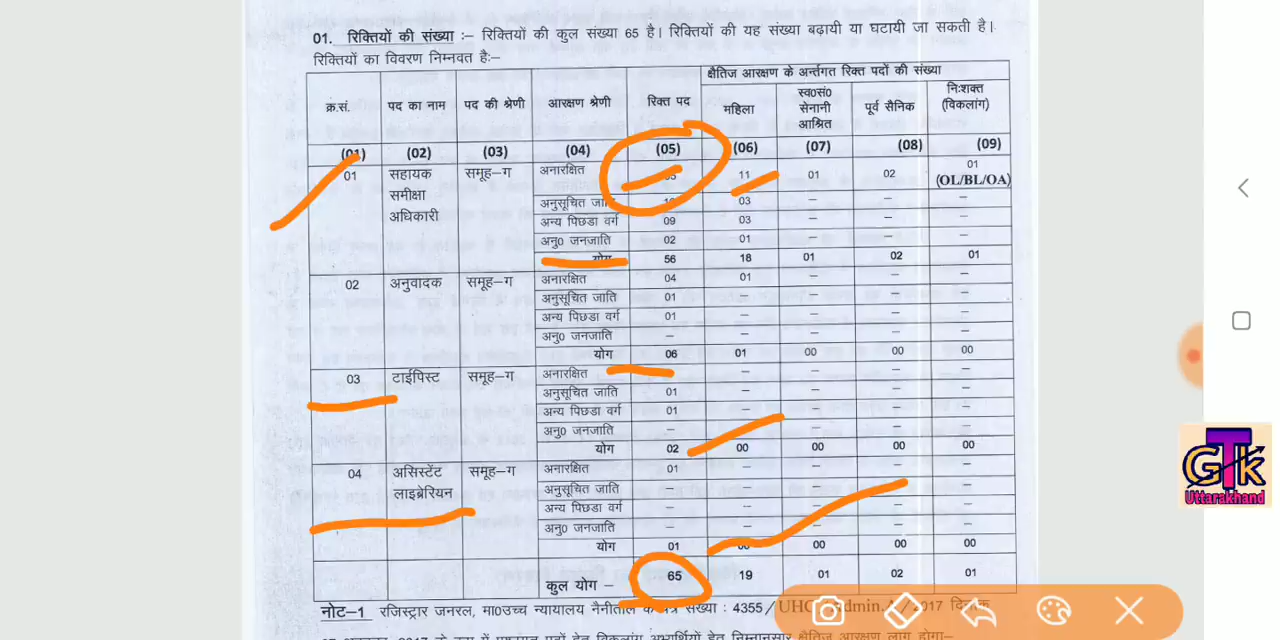 01. रिक्तियों की संख्या :– रिक्तियों की कुल संख्या 65 है। रिक्तियों की यह संख्या बढ़ायी या घटायी जा सकती है।
रिक्तियों का विवरण निम्नवत हैः–
क्र.सं. पद का नाम पद की श्रेणी आरक्षण श्रेणी रिक्त पद क्षैतिज आरक्षण के अर्न्तगत रिक्त पदों की संख्या
महिला स्व0सं0 सेनानी आश्रित पूर्व सैनिक निःशक्त (विकलांग)
(01) (02) (03) (04) (05) (06) (07) (08) (09)
01 सहायक समीक्षा अधिकारी समूह–ग अनारक्षित 11 01 02 01 (OL/BL/OA)
अनुसूचित जाति 03 – – –
अन्य पिछडा वर्ग 09 03 – – –
अनु0 जनजाति 02 01 – – –
योग 56 18 01 02 01
02 अनुवादक समूह–ग अनारक्षित 04 01 – – –
अनुसूचित जाति 01 – – – –
अन्य पिछडा वर्ग 01 – – – –
अनु0 जनजाति – – – – –
योग 06 01 00 00 00
03 टाईपिस्ट समूह–ग अनारक्षित – – – – –
अनुसूचित जाति 01 – – – –
अन्य पिछडा वर्ग 01 – – – –
अनु0 जनजाति – – – – –
योग 02 00 00 00 00
04 असिस्टेंट लाइब्रेरियन समूह–ग अनारक्षित 01 – – – –
अनुसूचित जाति – – – – –
अन्य पिछडा वर्ग – – – – –
अनु0 जनजाति – – – – –
योग 01 00 00 00 00
कुल योग – 65 19 01 02 01
नोट–1 रजिस्ट्रार जनरल, मा0उच्च न्यायालय नैनीताल के पत्र संख्या : 4355/UHC/Admin.A/2017 दिनांक
GTK
Uttarakhand